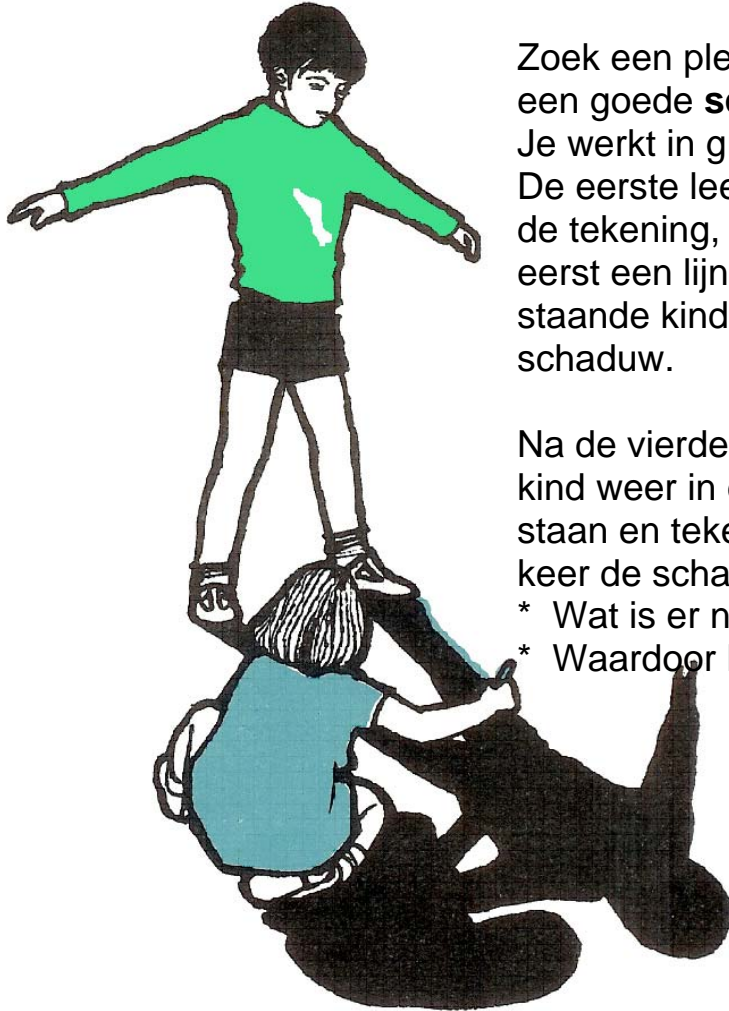 Zoek een ple
een goede s
Je werkt in g
De eerste lee
de tekening,
eerst een lijn
staande kind
schaduw.
Na de vierde
kind weer in
staan en teke
keer de scha
* Wat is er n
* Waardoor